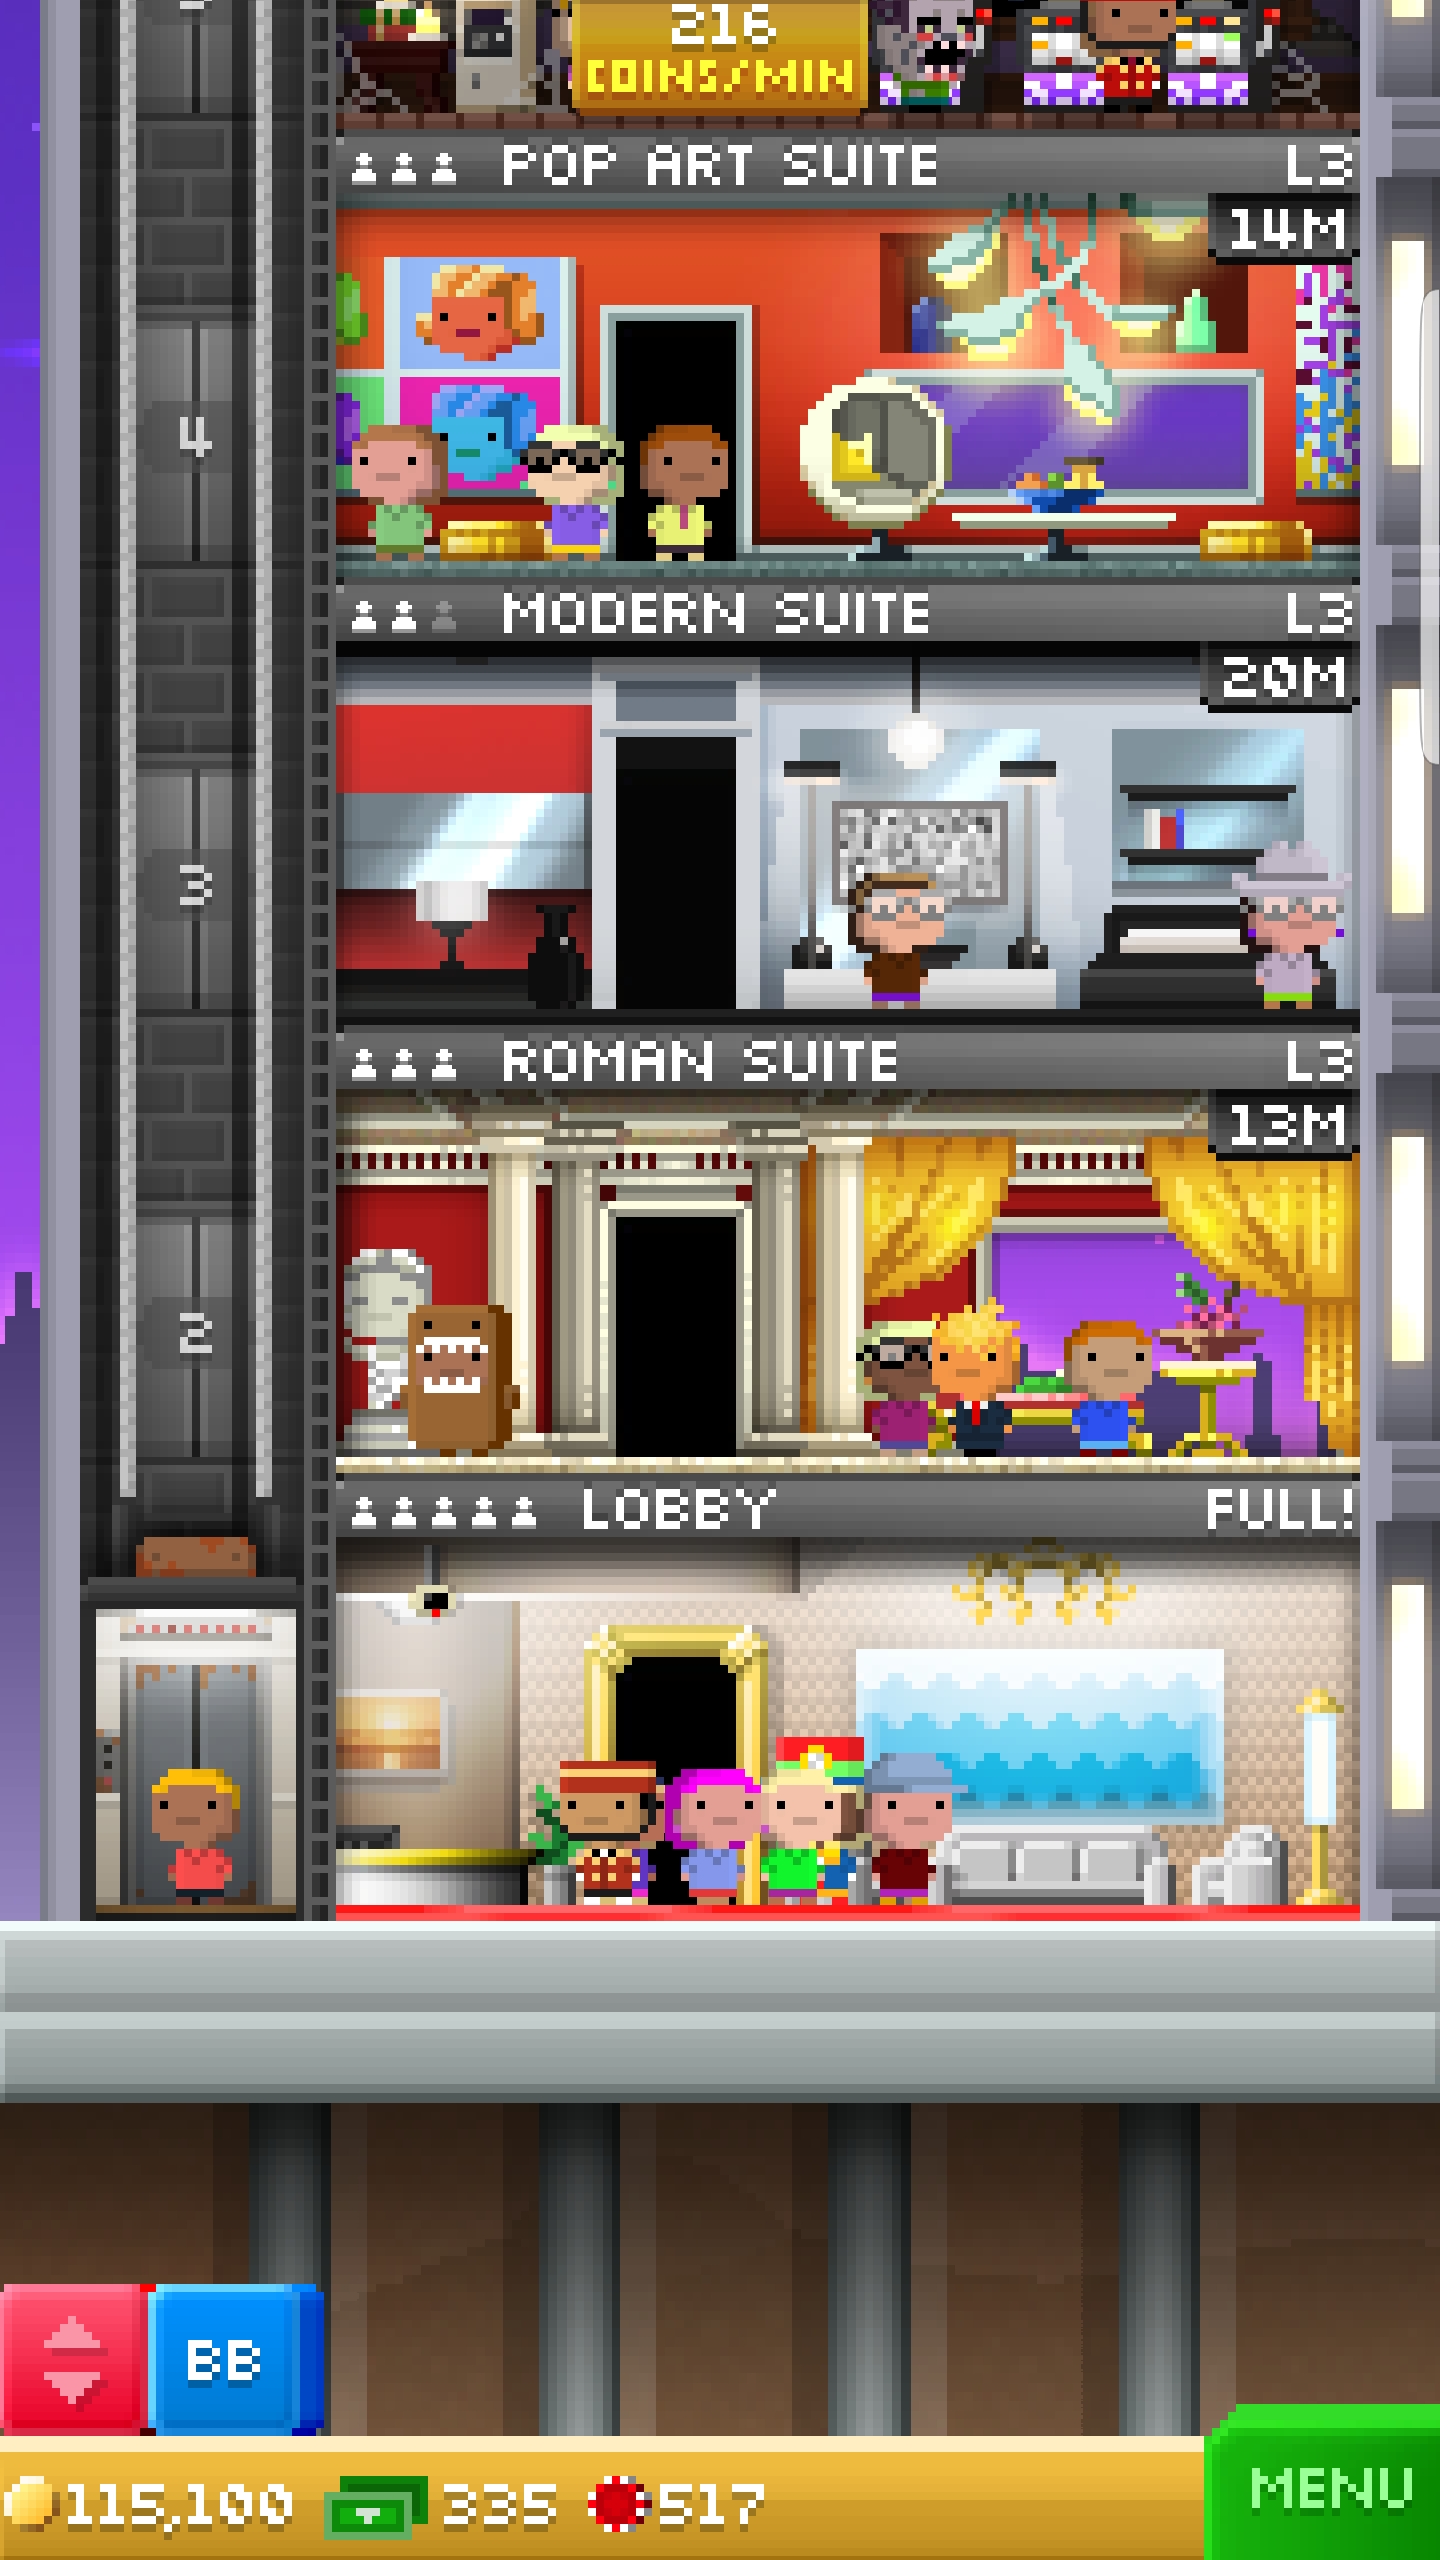 216
COINS/MIN
POP ART SUITE L3
14M
4
MODERN SUITE L3
20M
3
ROMAN SUITE L3
13M
2
LOBBY FULL!
BB
115,100 335 517
MENU